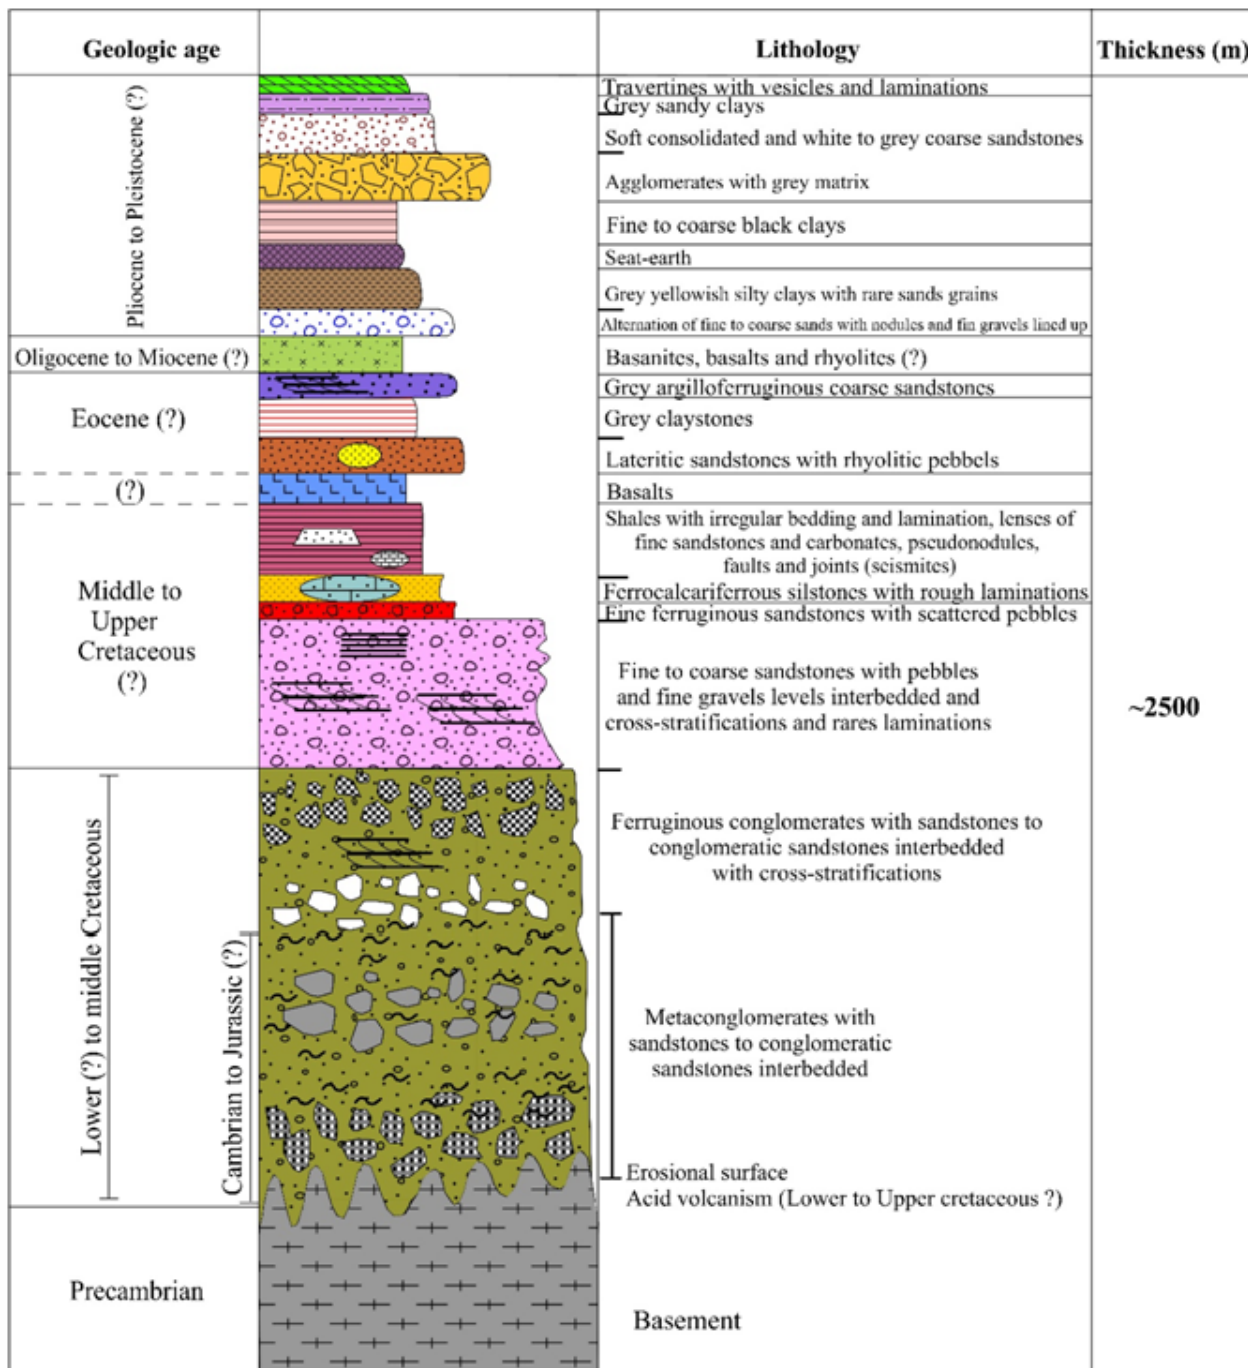 Geologic age
Lithology
Thickness (m)
Pliocene to Pleistocene (?)
Travertines with vesicles and laminations
Grey sandy clays
Soft consolidated and white to grey coarse sandstones
Agglomerates with grey matrix
Fine to coarse black clays
Seat-earth
Grey yellowish silty clays with rare sands grains
Alternation of fine to coarse sands with nodules and fin gravels lined up
Oligocene to Miocene (?)
Basanites, basalts and rhyolites (?)
Eocene (?)
Grey argilloferruginous coarse sandstones
Grey claystones
Lateritic sandstones with rhyolitic pebbels
(?)
Basalts
Middle to
Upper
Cretaceous
(?)
Shales with irregular bedding and lamination, lenses of
fine sandstones and carbonates, pseudonodules,
faults and joints (seismites)
Ferrocalcariferrous silstones with rough laminations
Fine ferruginous sandstones with scattered pebbles
Fine to coarse sandstones with pebbles
and fine gravels levels interbedded and
cross-stratifications and rares laminations
~2500
Lower (?) to middle Cretaceous
Cambrian to Jurassic (?)
Ferruginous conglomerates with sandstones to
conglomeratic sandstones interbedded
with cross-stratifications
Metaconglomerates with
sandstones to conglomeratic
sandstones interbedded
Erosional surface
Acid volcanism (Lower to Upper cretaceous ?)
Precambrian
Basement